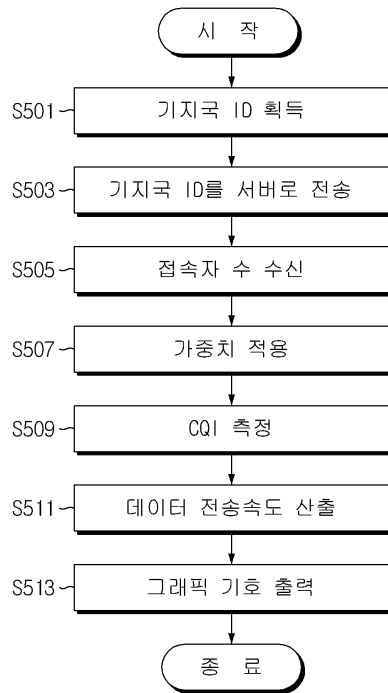 시 작
S501
기지국 ID 획득
S503
기지국 ID를 서버로 전송
S505
접속자 수 수신
S507
가중치 적용
S509
CQI 측정
S511
데이터 전송속도 산출
S513
그래픽 기호 출력
종 료